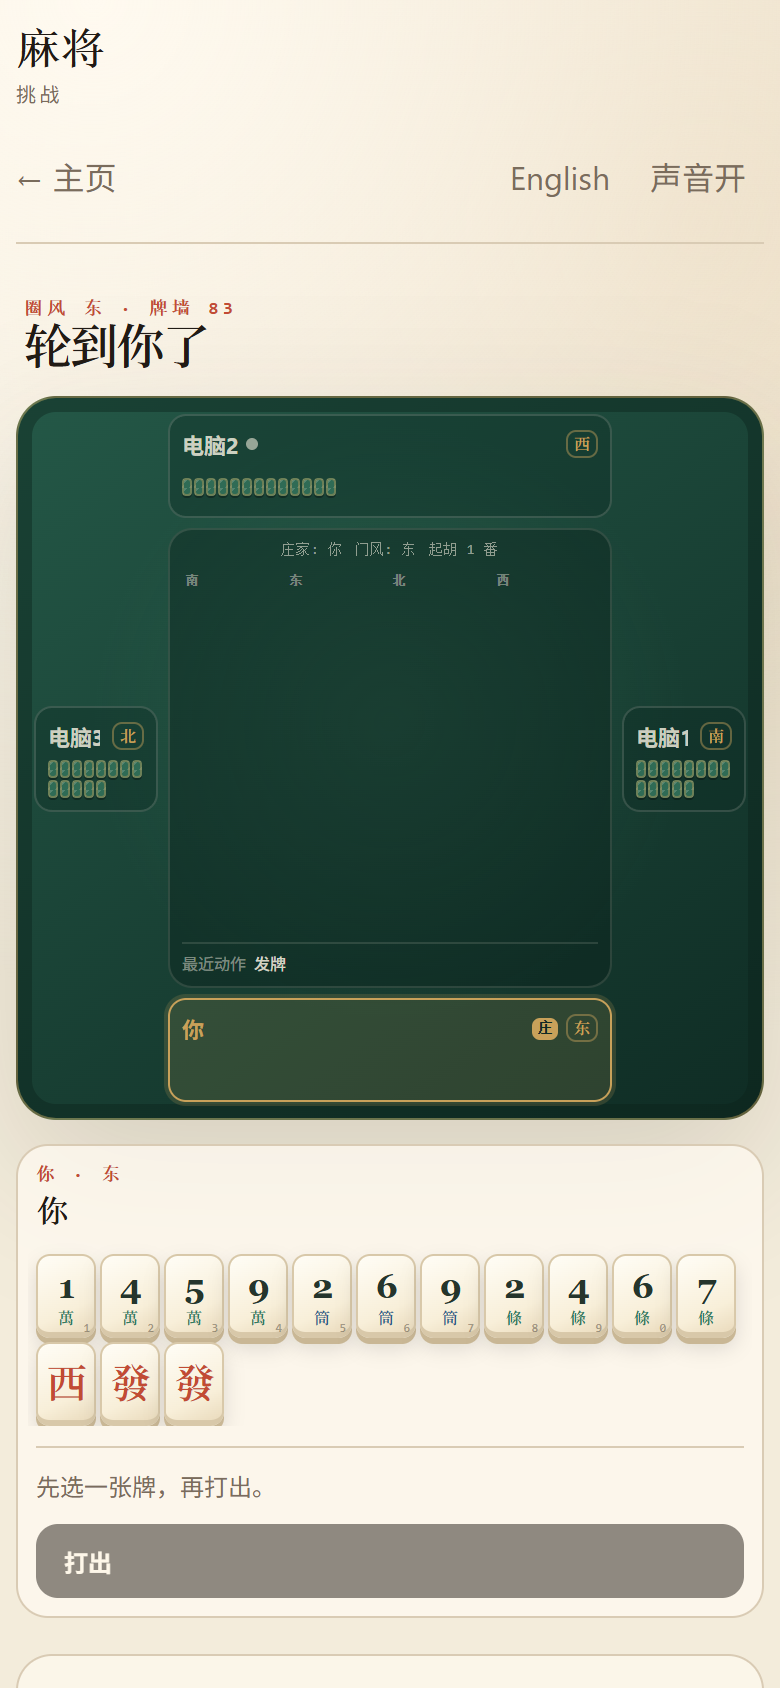 麻将
挑战
← 主页 English 声音开
圈风 东 · 牌墙 83
轮到你了
电脑2 西
庄家: 你 门风: 东 起胡 1 番
南 东 北 西
电脑3 北
电脑1 南
最近动作 发牌
你 庄 东
你 · 东
你
1 4 5 9 2 6 9 2 4 6 7
萬 1 萬 2 萬 3 萬 4 筒 5 筒 6 筒 7 條 8 條 9 條 0 條
西 發 發
先选一张牌，再打出。
打出